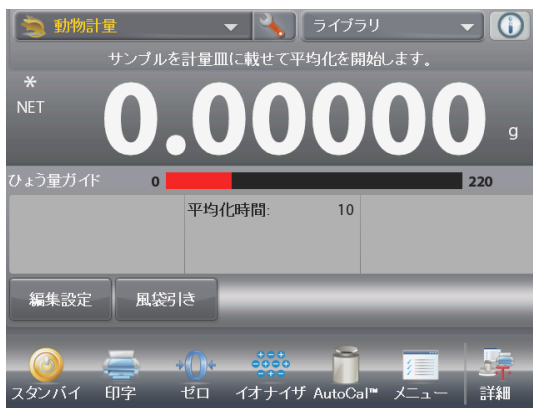 動物計量 ライブラリ
サンプルを計量皿に載せて平均化を開始します。
*
NET 0.00000 g
ひょう量ガイド 0 220
平均化時間: 10
編集設定 風袋引き
スタンバイ 印字 ゼロ イオナイザ AutoCal™ メニュー 詳細